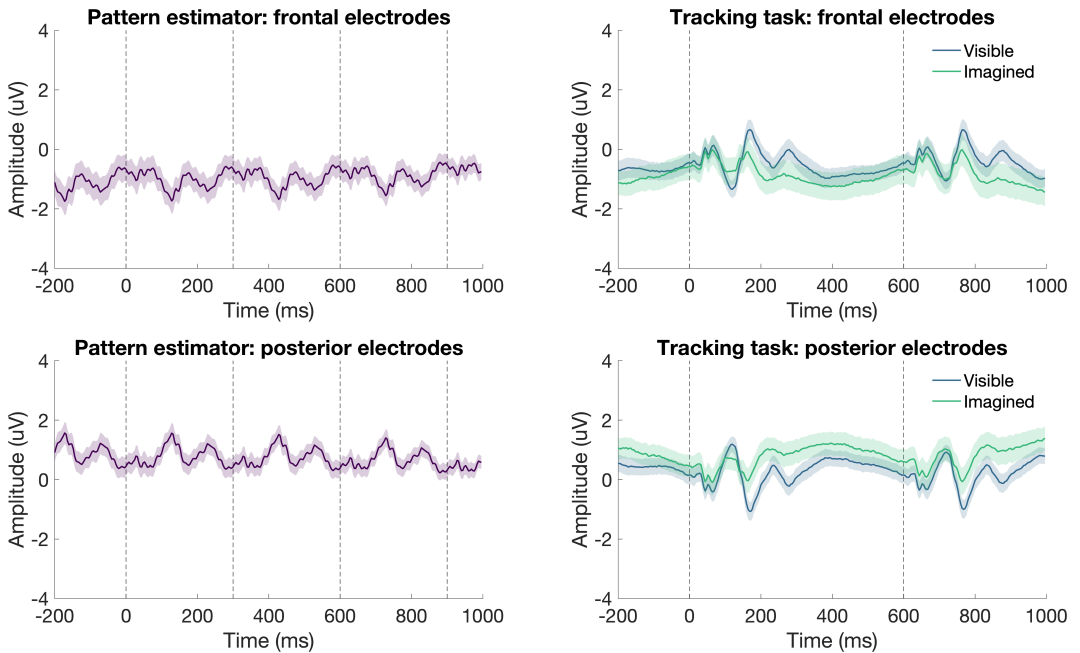 Pattern estimator: frontal electrodes
4
2
0
-2
-4
Amplitude (uV)
-200 0 200 400 600 800 1000
Time (ms)
Tracking task: frontal electrodes
Visible
Imagined
4
2
0
-2
-4
Amplitude (uV)
-200 0 200 400 600 800 1000
Time (ms)
Pattern estimator: posterior electrodes
4
2
0
-2
-4
Amplitude (uV)
-200 0 200 400 600 800 1000
Time (ms)
Tracking task: posterior electrodes
Visible
Imagined
4
2
0
-2
-4
Amplitude (uV)
-200 0 200 400 600 800 1000
Time (ms)